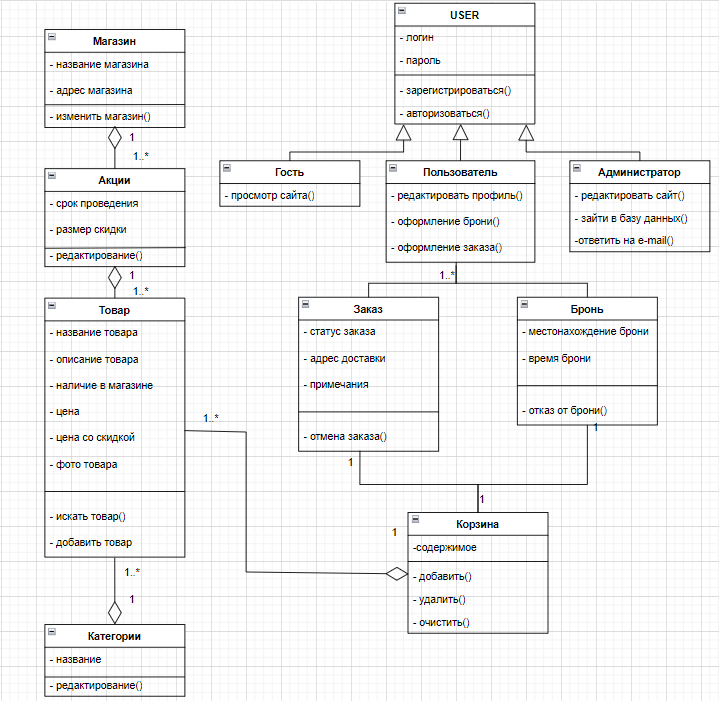 USER
- логин
- пароль
- зарегистрироваться()
- авторизоваться()
Магазин
- название магазина
- адрес магазина
- изменить магазин()
1
1..*
Акции
- срок проведения
- размер скидки
- редактирование()
1
1..*
Товар
- название товара
- описание товара
- наличие в магазине
- цена
- цена со скидкой
- фото товара
- искать товар()
- добавить товар
1..*
1..*
1
Категории
- название
- редактирование()
Гость
- просмотр сайта()
Пользователь
- редактировать профиль()
- оформление брони()
- оформление заказа()
1..*
Администратор
- редактировать сайт()
- зайти в базу данных()
-ответить на e-mail()
Заказ
- статус заказа
- адрес доставки
- примечания
- отмена заказа()
1
Бронь
- местонахождение брони
- время брони
- отказ от брони()
1
1
1
Корзина
-содержимое
- добавить()
- удалить()
- очистить()